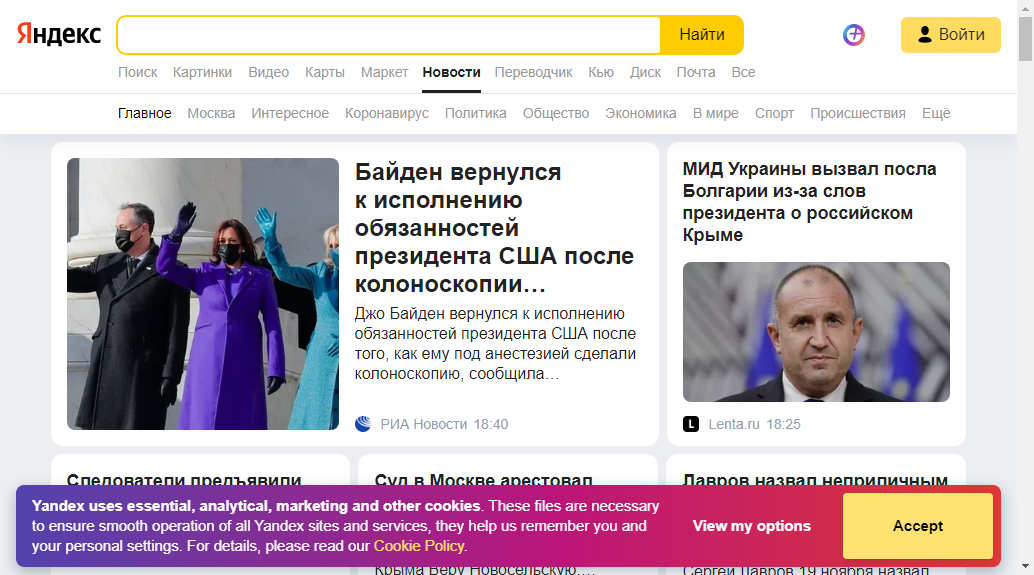 Яндекс
Найти
Войти
Поиск Картинки Видео Карты Маркет Новости Переводчик Кью Диск Почта Все
Главное Москва Интересное Коронавирус Политика Общество Экономика В мире Спорт Происшествия Ещё
Байден вернулся
к исполнению
обязанностей
президента США после
колоноскопии…
Джо Байден вернулся к исполнению
обязанностей президента США после
того, как ему под анестезией сделали
колоноскопию, сообщила…
РИА Новости 18:40
МИД Украины вызвал посла
Болгарии из-за слов
президента о российском
Крыме
L Lenta.ru 18:25
Следователи предъявили
Суд в Москве арестовал
Лавров назвал неприличным
Yandex uses essential, analytical, marketing and other cookies. These files are necessary
to ensure smooth operation of all Yandex sites and services, they help us remember you and
your personal settings. For details, please read our Cookie Policy.
View my options
Accept
Крыма Веру Новосельскую,…
Сергей Лавров 19 ноября назвал